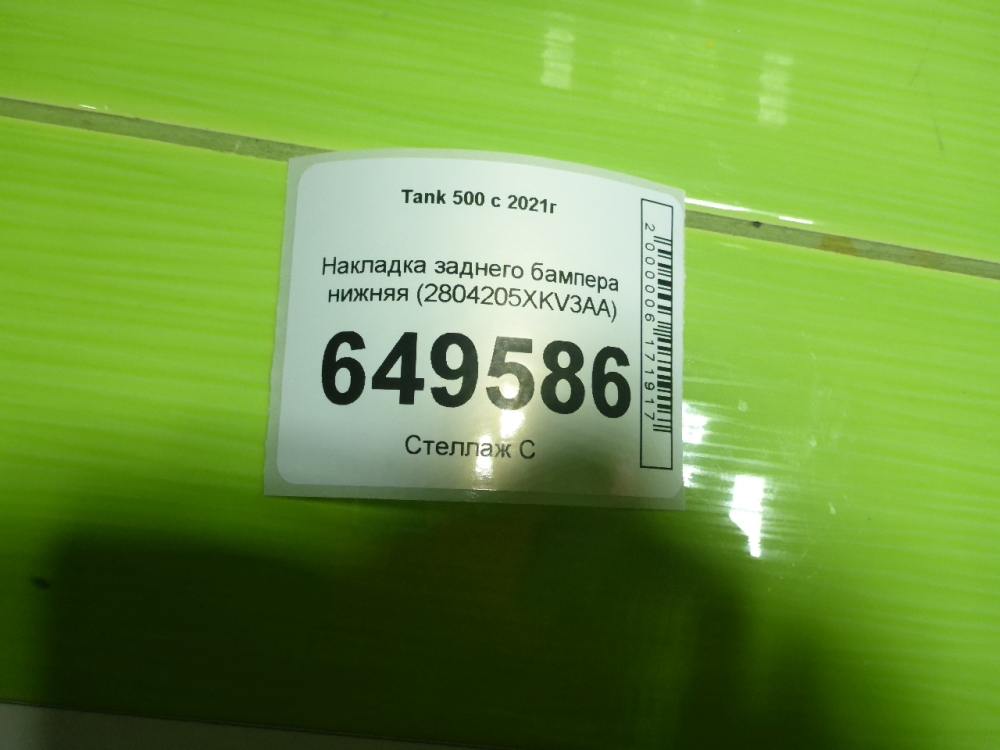 Tank 500 с 2021г
Накладка заднего бампера
нижняя (2804205XKV3AA)
649586
Стеллаж С
2000006171917